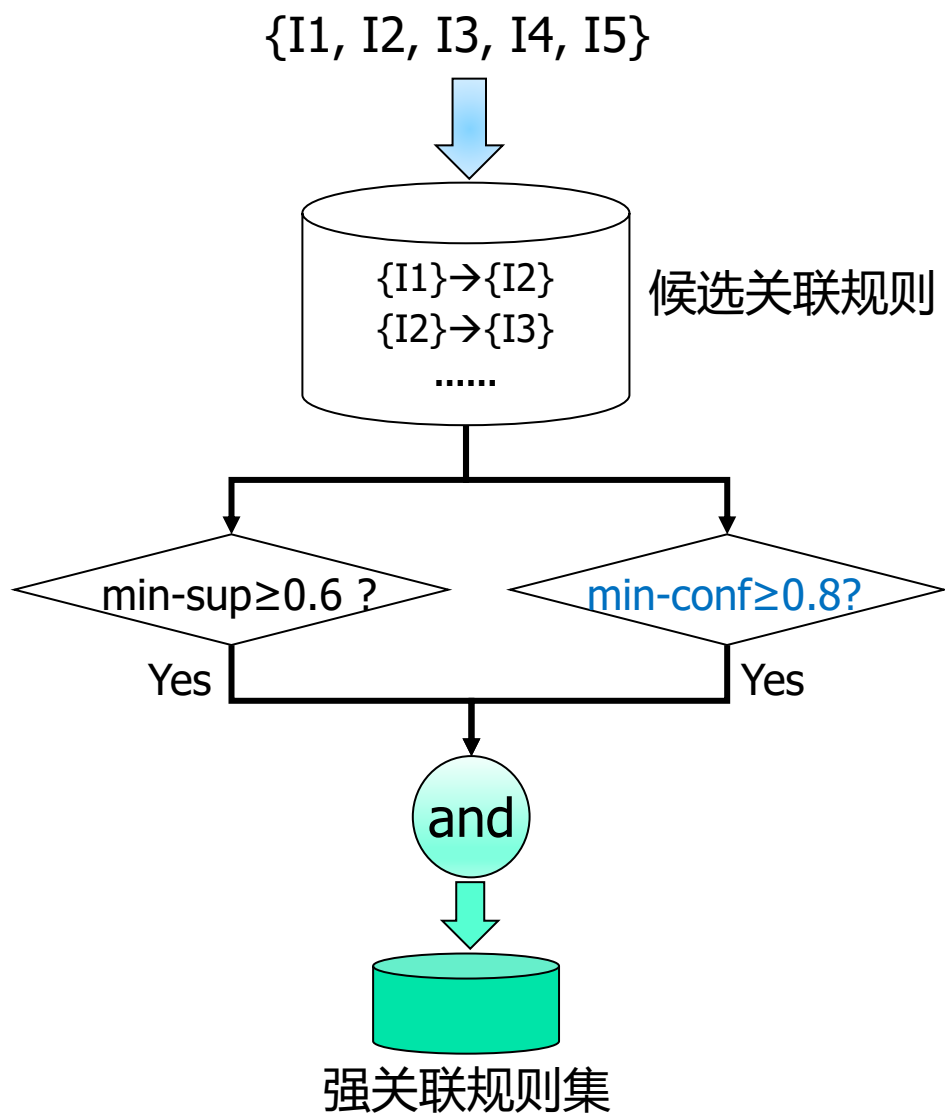 {I1, I2, I3, I4, I5}
{I1}→{I2}
{I2}→{I3}
......
候选关联规则
min-sup≥0.6 ?
min-conf≥0.8?
Yes
Yes
and
强关联规则集